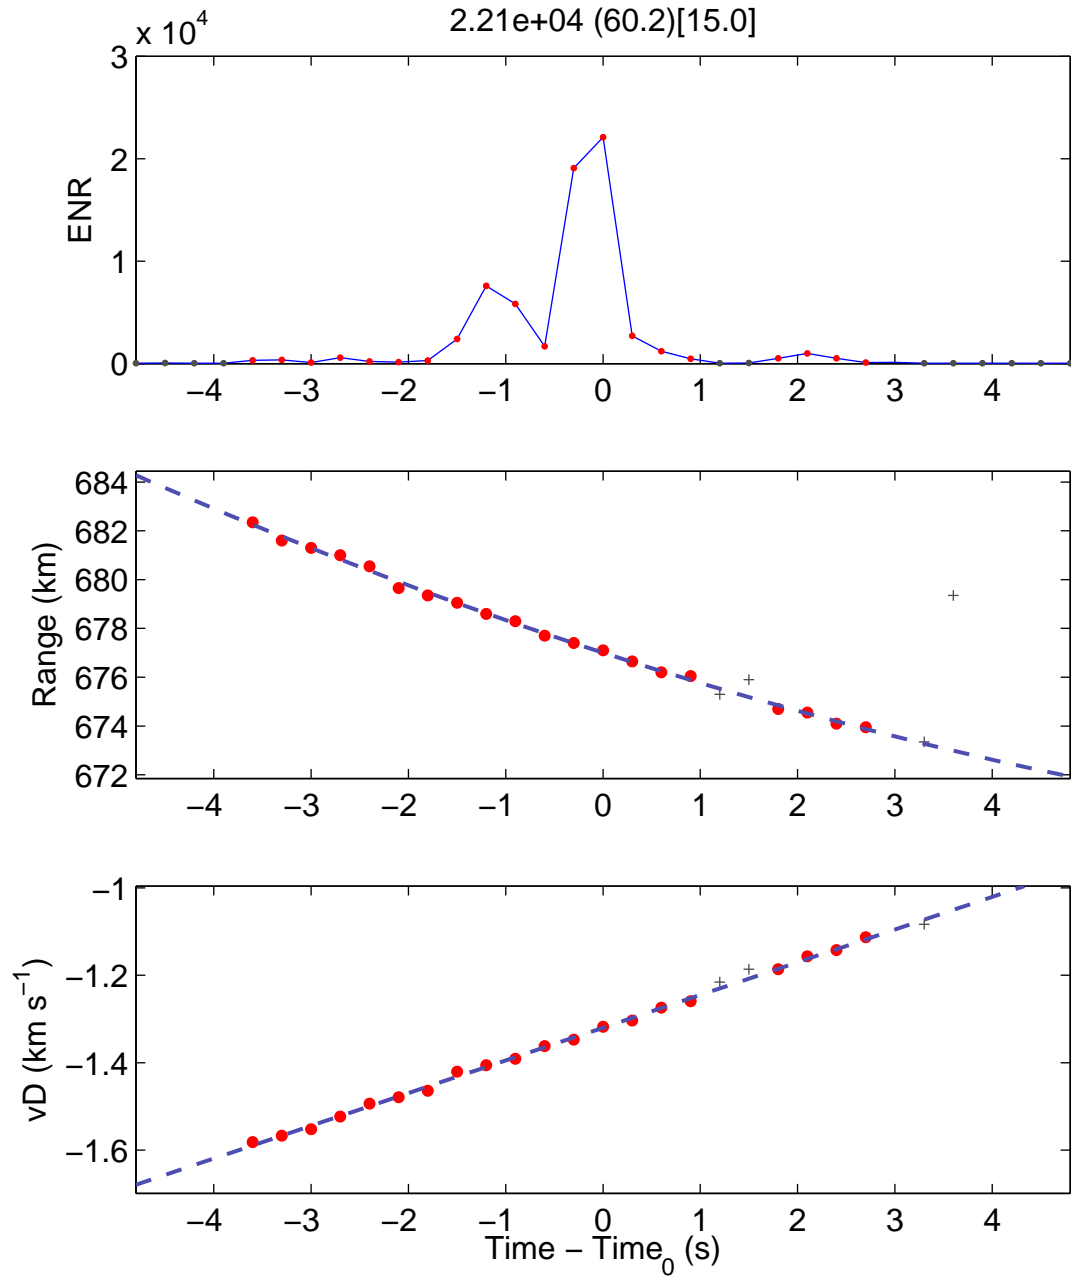 2.21e+04 (60.2)[15.0]
x 10⁴
3
2
1
0
ENR
−4 −3 −2 −1 0 1 2 3 4
684
682
680
678
676
674
672
Range (km)
−4 −3 −2 −1 0 1 2 3 4
−1
−1.2
−1.4
−1.6
vD (km s⁻¹)
−4 −3 −2 −1 0 1 2 3 4
Time − Time₀ (s)